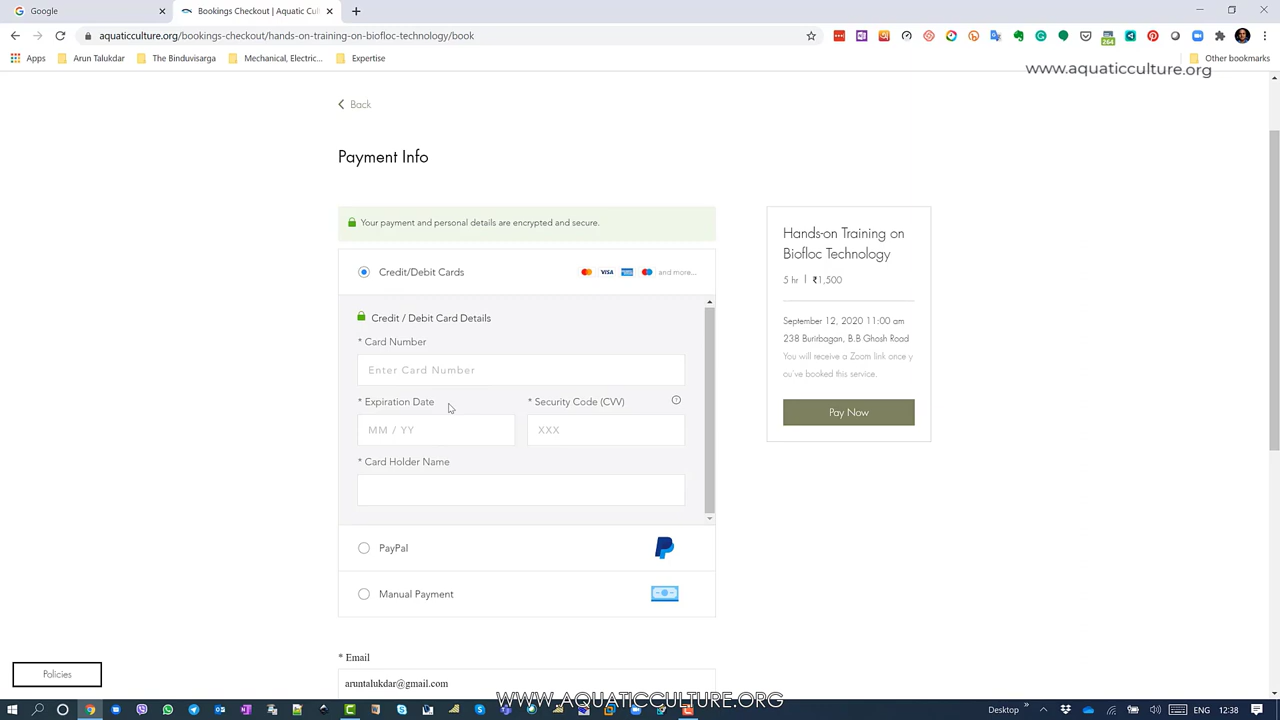 Google
Bookings Checkout | Aquatic Cul
aquaticculture.org/bookings-checkout/hands-on-training-on-biofloc-technology/book
264
Apps
Arun Talukdar
The Binduvisarga
Mechanical, Electric...
Expertise
Other bookmarks
www.aquaticculture.org
Back
Payment Info
Your payment and personal details are encrypted and secure.
Credit/Debit Cards
VISA
and more...
Credit / Debit Card Details
* Card Number
Enter Card Number
* Expiration Date
* Security Code (CVV)
MM / YY
XXX
* Card Holder Name
PayPal
Manual Payment
* Email
aruntalukdar@gmail.com
Hands-on Training on
Biofloc Technology
5 hr | ₹1,500
September 12, 2020 11:00 am
238 Burirbagan, B.B Ghosh Road
You will receive a Zoom link once y
ou've booked this service.
Pay Now
Policies
WWW.AQUATICCULTURE.ORG
Desktop
ENG
12:38